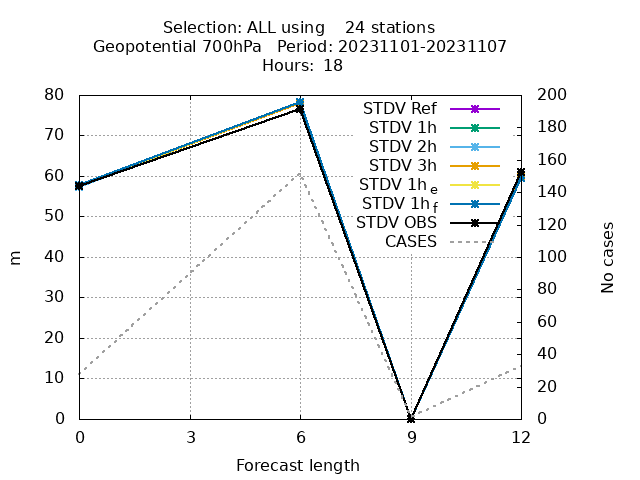 Selection: ALL using    24 stations
Geopotential 700hPa   Period: 20231101-20231107
Hours: 18
80
70
60
50
40
30
20
10
0
m
200
180
160
140
120
100
80
60
40
20
0
No cases
STDV Ref
STDV 1h
STDV 2h
STDV 3h
STDV 1h e
STDV 1h f
STDV OBS
CASES
0 3 6 9 12
Forecast length